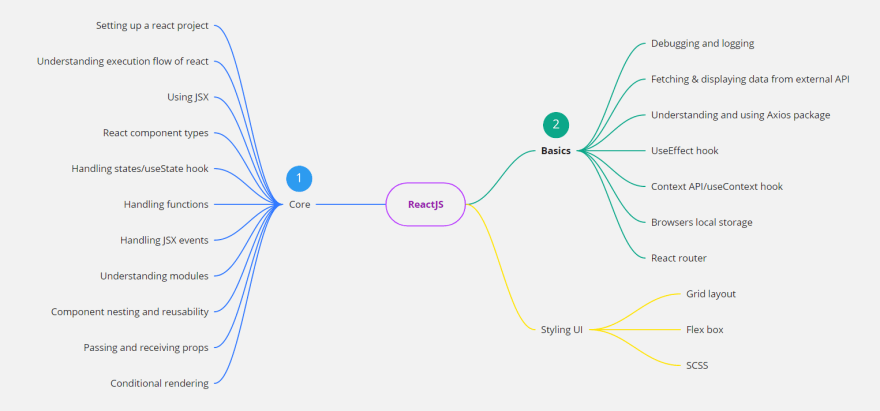 Setting up a react project
Understanding execution flow of react
Using JSX
React component types
Handling states/useState hook
Handling functions
Handling JSX events
Understanding modules
Component nesting and reusability
Passing and receiving props
Conditional rendering
1
Core
ReactJS
2
Basics
Debugging and logging
Fetching & displaying data from external API
Understanding and using Axios package
UseEffect hook
Context API/useContext hook
Browsers local storage
React router
Styling UI
Grid layout
Flex box
SCSS